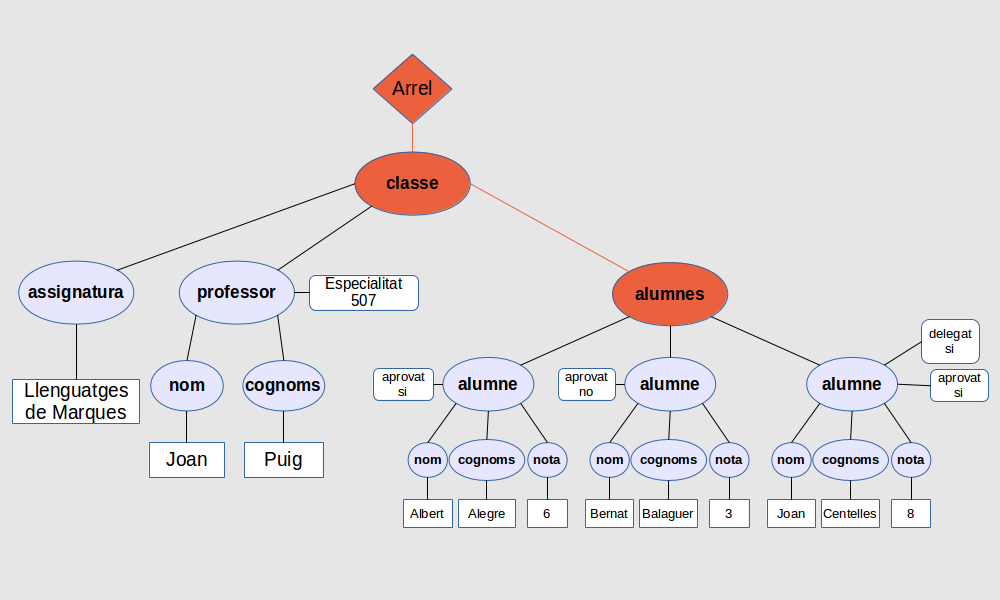 Arrel
classe
assignatura
professor
Especialitat
507
alumnes
delegat
si
aprovat
si
alumne
aprovat
no
alumne
alumne
aprovat
si
nom
cognoms
Llenguatges
de Marques
Joan
Puig
nom
cognoms
nota
nom
cognoms
nota
nom
cognoms
nota
Albert
Alegre
6
Bernat
Balaguer
3
Joan
Centelles
8